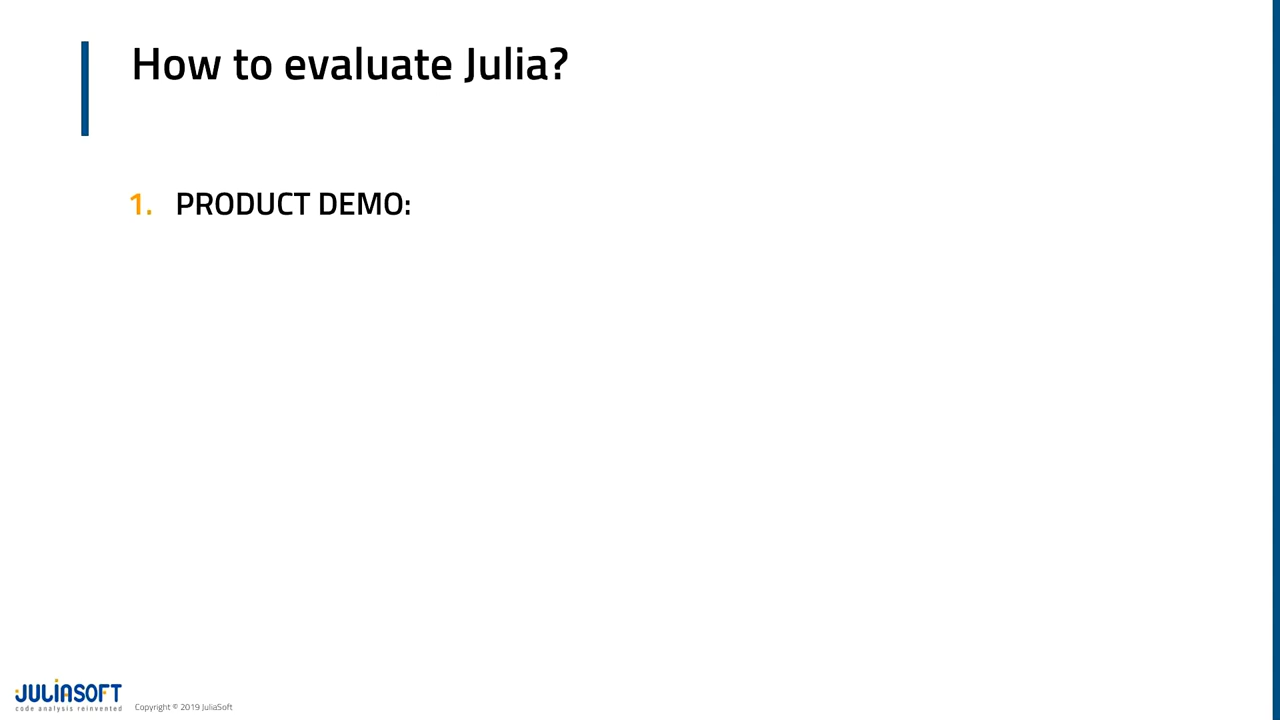 How to evaluate Julia?
1. PRODUCT DEMO:
JULIASOFT
code analysis reinvented
Copyright © 2019 JuliaSoft